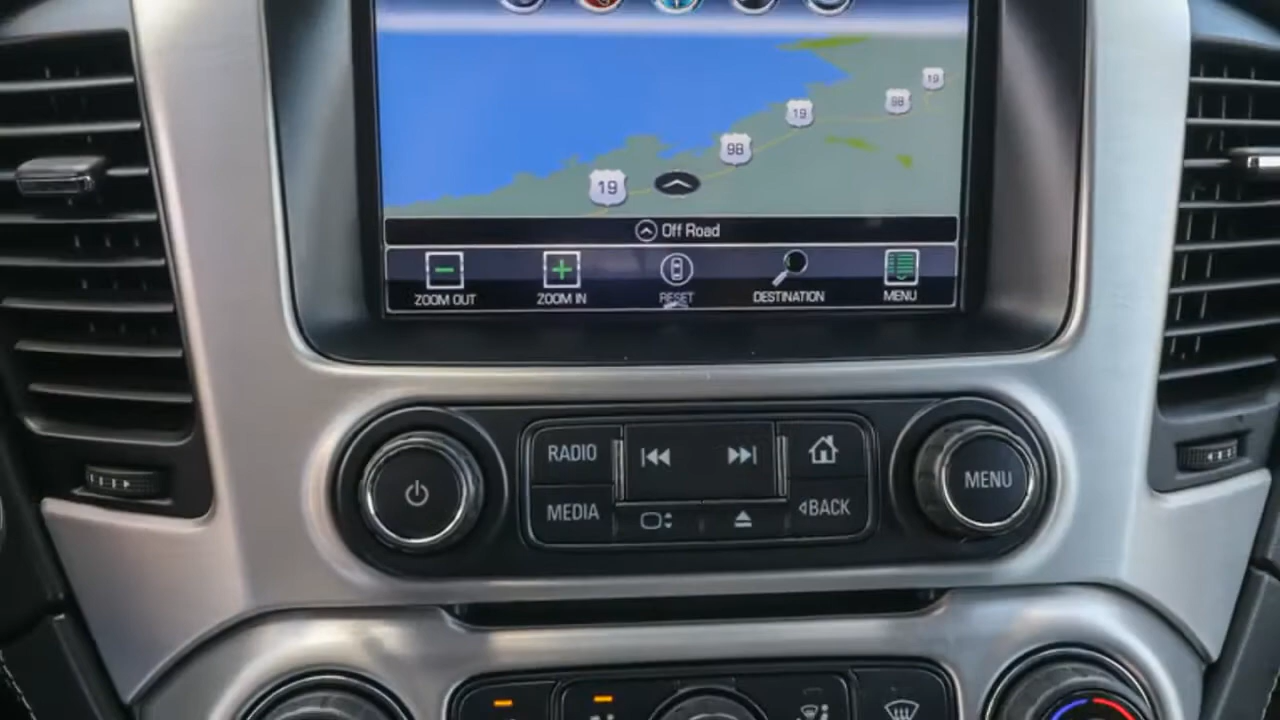 19
98
19
98
19
Off Road
ZOOM OUT ZOOM IN RESET DESTINATION MENU
RADIO
MEDIA
BACK
MENU